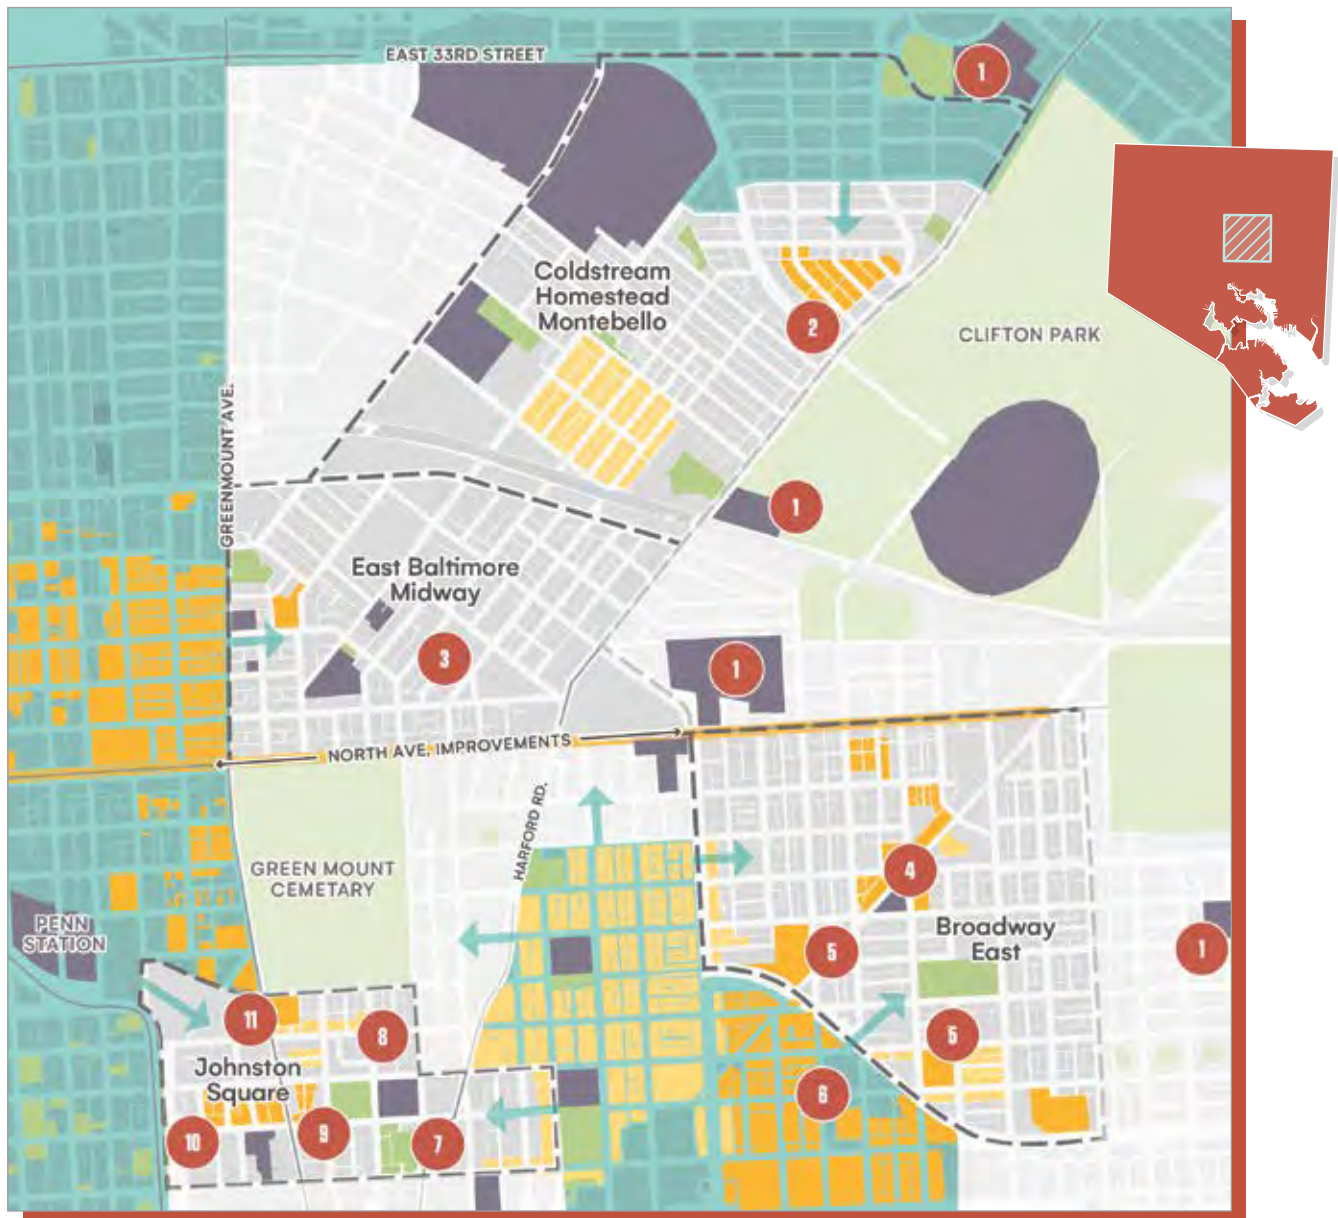 EAST 33RD STREET
1
Coldstream
Homestead
Montebello
2
CLIFTON PARK
GREENMOUNT AVE.
1
East Baltimore
Midway
3
1
NORTH AVE. IMPROVEMENTS
HARFORD RD.
GREEN MOUNT
CEMETARY
4
PENN
STATION
Broadway
East
5
1
11
8
5
Johnston
Square
6
10
9
7